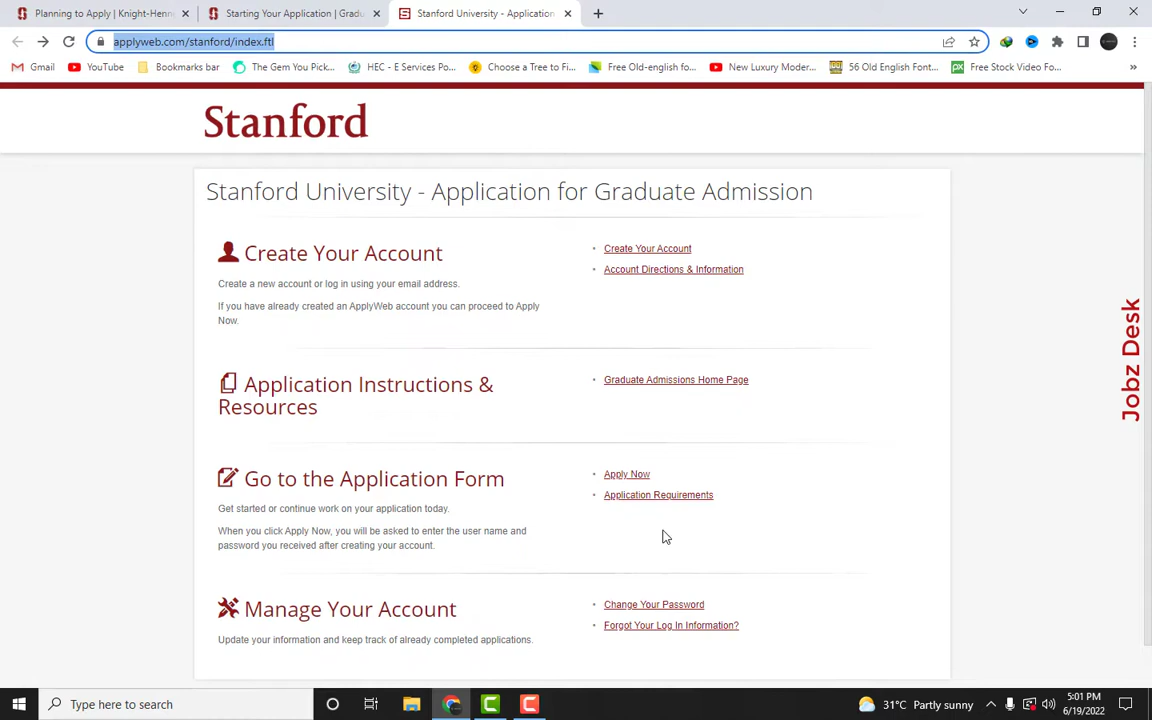 Planning to Apply | Knight-Henn
Starting Your Application | Gradu
Stanford University - Application
applyweb.com/stanford/index.ftl
Gmail
YouTube
Bookmarks bar
The Gem You Pick...
HEC - E Services Po...
Choose a Tree to Fi...
Free Old-english fo...
New Luxury Moder...
56 Old English Font...
Free Stock Video Fo...
Stanford
Stanford University - Application for Graduate Admission
Create Your Account
Create a new account or log in using your email address.
If you have already created an ApplyWeb account you can proceed to Apply
Now.
Create Your Account
Account Directions & Information
Application Instructions &
Resources
Graduate Admissions Home Page
Go to the Application Form
Get started or continue work on your application today.
When you click Apply Now, you will be asked to enter the user name and
password you received after creating your account.
Apply Now
Application Requirements
Manage Your Account
Update your information and keep track of already completed applications.
Change Your Password
Forgot Your Log In Information?
Jobz Desk
Type here to search
31°C Partly sunny
5:01 PM
6/19/2022